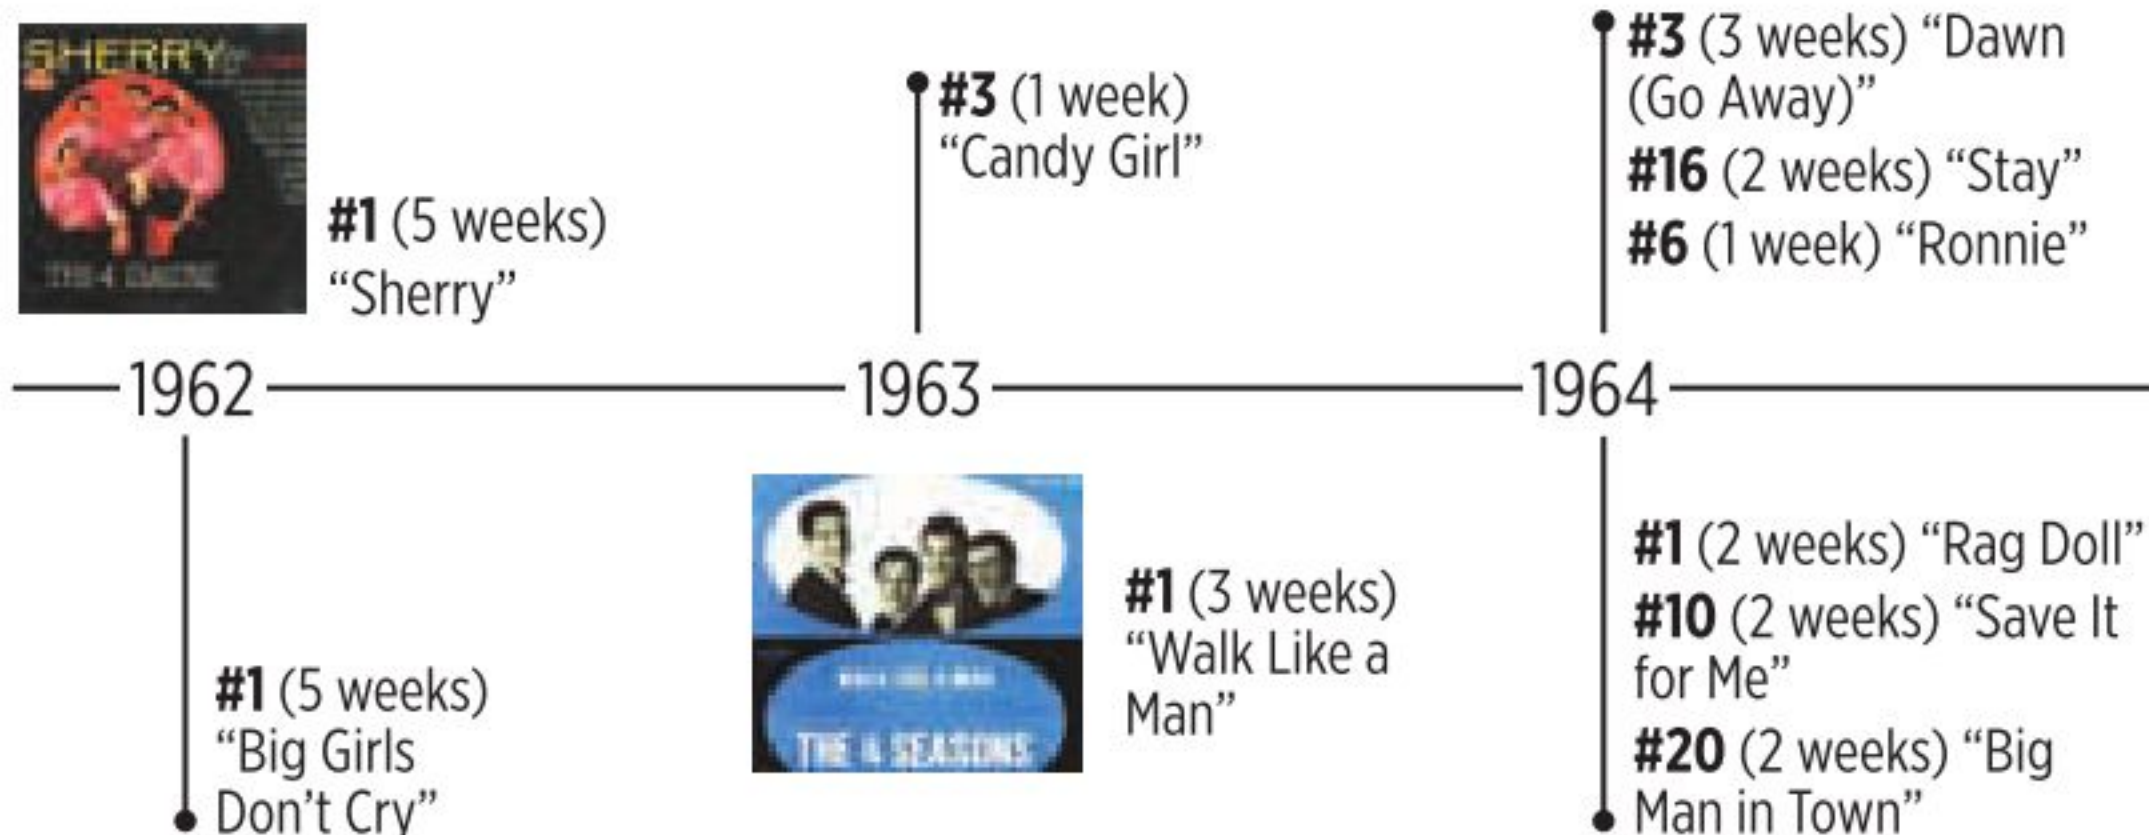 SHERRY
#1 (5 weeks)
“Sherry”
#3 (1 week)
“Candy Girl”
#3 (3 weeks) “Dawn
(Go Away)”
#16 (2 weeks) “Stay”
#6 (1 week) “Ronnie”
1962
1963
1964
#1 (5 weeks)
“Big Girls
Don't Cry”
THE 4 SEASONS
#1 (3 weeks)
“Walk Like a
Man”
#1 (2 weeks) “Rag Doll”
#10 (2 weeks) “Save It
for Me”
#20 (2 weeks) “Big
Man in Town”